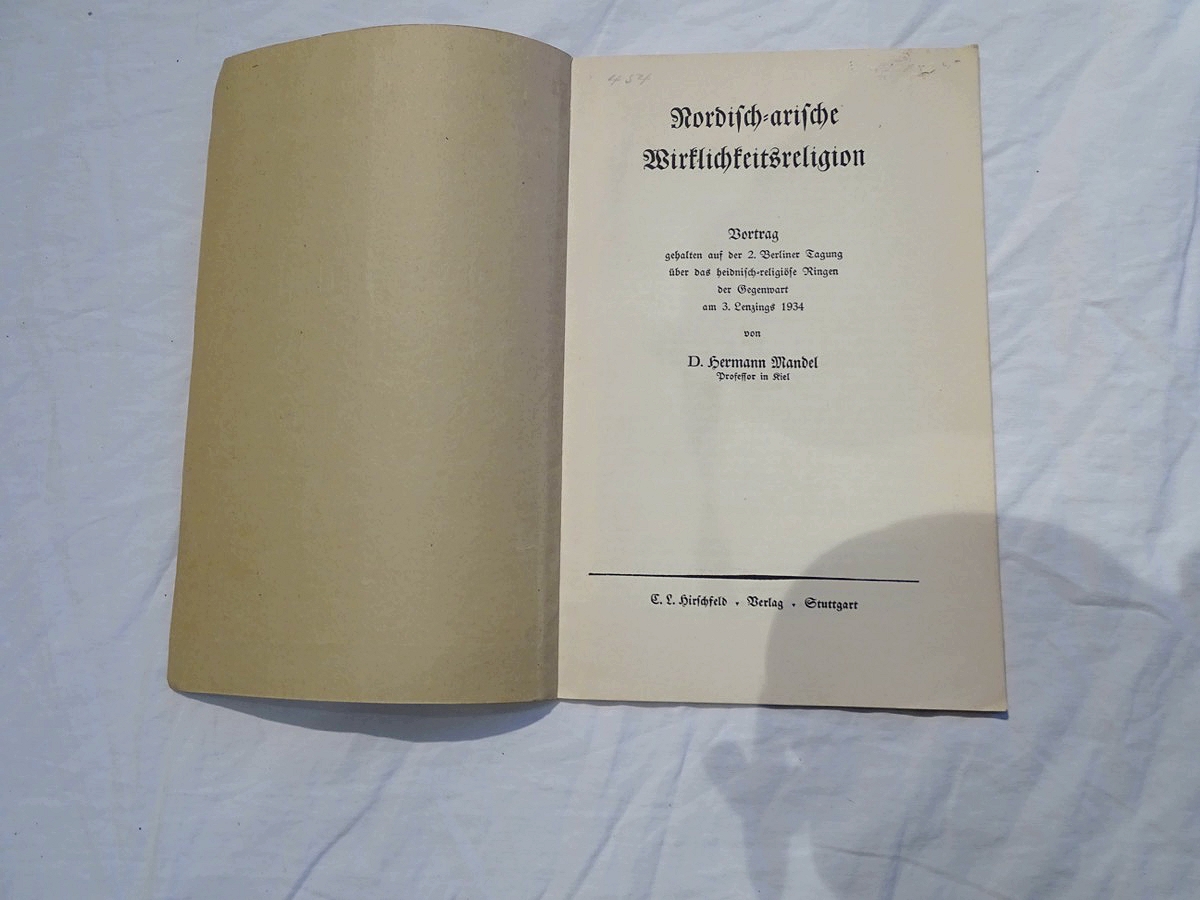 454
Nordisch-arische
Wirklichkeitsreligion
Vortrag
gehalten auf der 2. Berliner Tagung
über das heidnisch-religiöse Ringen
der Gegenwart
am 3. Lenzings 1934
von
D. Hermann Mandel
Professor in Kiel
C. L. Hirschfeld • Verlag • Stuttgart